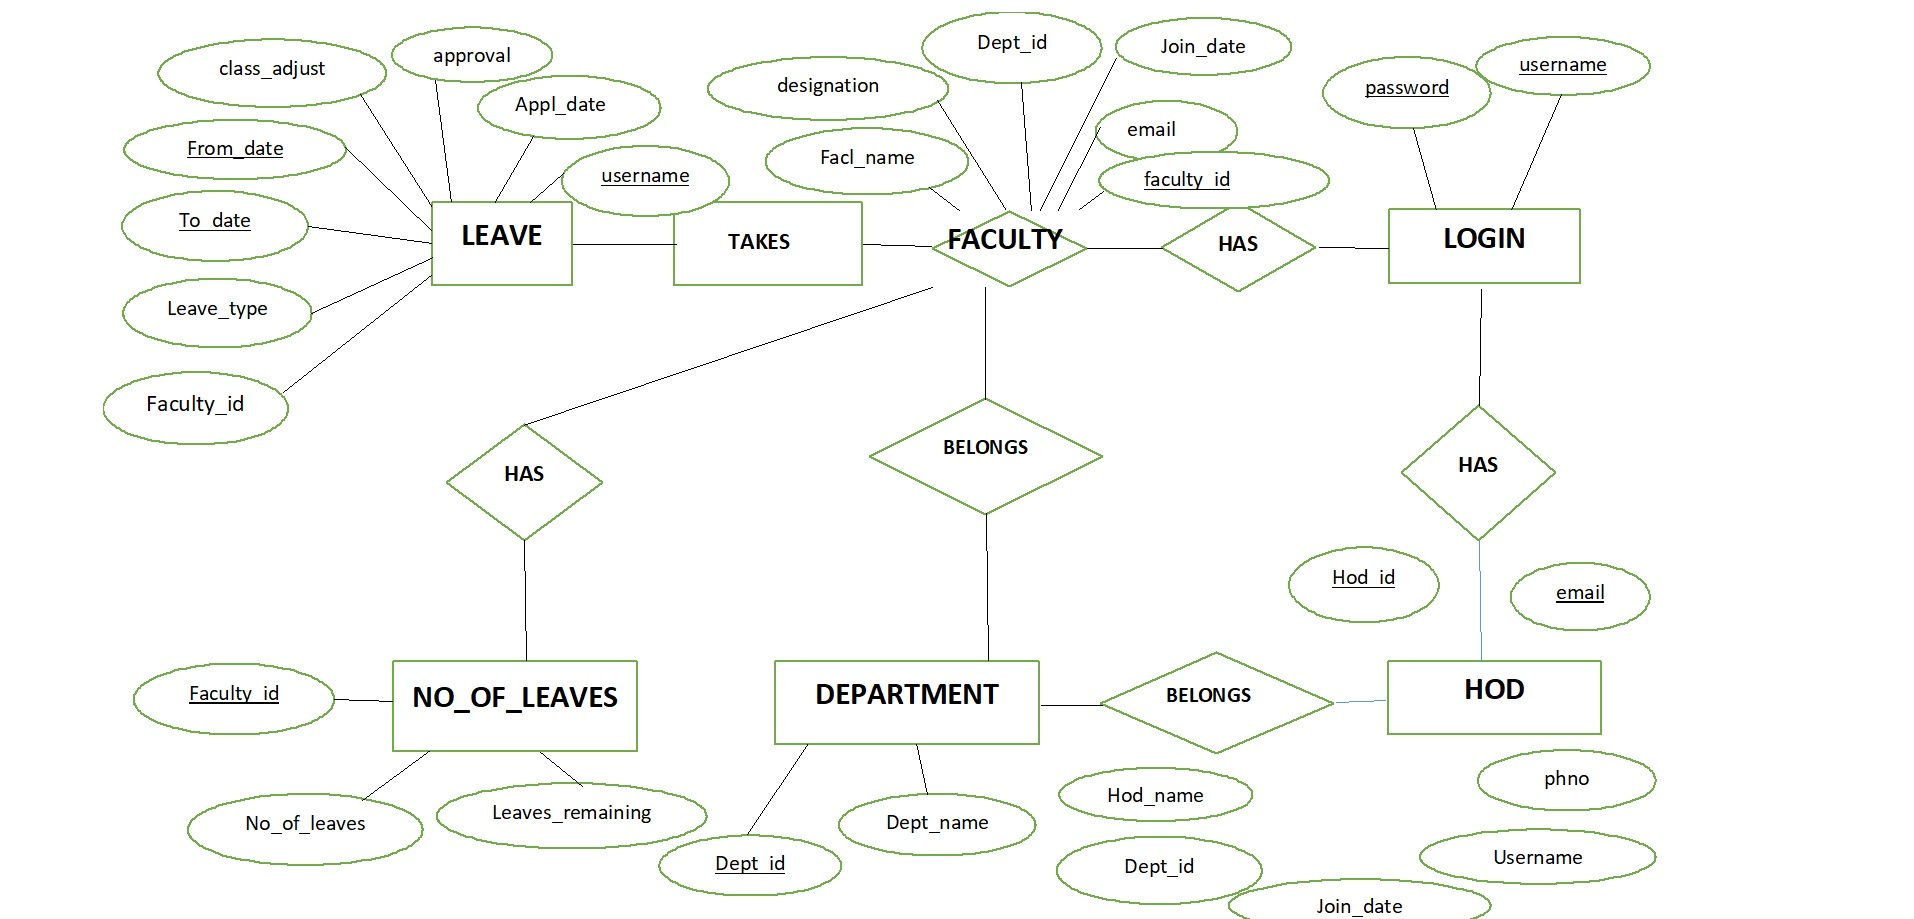 class_adjust
approval
Appl_date
From_date
username
To_date
Leave_type
Faculty_id
LEAVE
TAKES
designation
Dept_id
Join_date
email
Facl_name
faculty_id
FACULTY
HAS
password
username
LOGIN
HAS
BELONGS
HAS
Hod_id
email
Faculty_id
NO_OF_LEAVES
No_of_leaves
Leaves_remaining
DEPARTMENT
Dept_id
Dept_name
BELONGS
HOD
Hod_name
Dept_id
Join_date
phno
Username